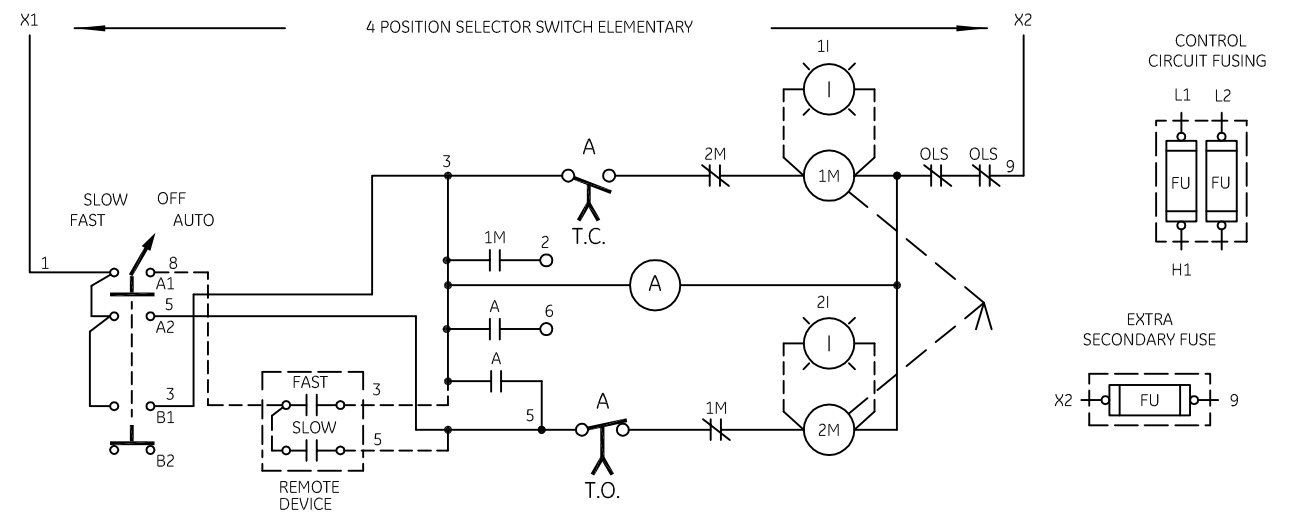 X1
4 POSITION SELECTOR SWITCH ELEMENTARY
X2
1I
I
CONTROL
CIRCUIT FUSING
L1 L2
FU FU
H1
3
A
T.C.
2M
1M
OLS OLS
9
SLOW OFF
FAST AUTO
1
8
A1
5
A2
3
B1
B2
1M
2
A
A
6
A
2I
I
FAST
3
SLOW
5
REMOTE
DEVICE
5
A
T.O.
1M
2M
EXTRA
SECONDARY FUSE
X2 FU 9